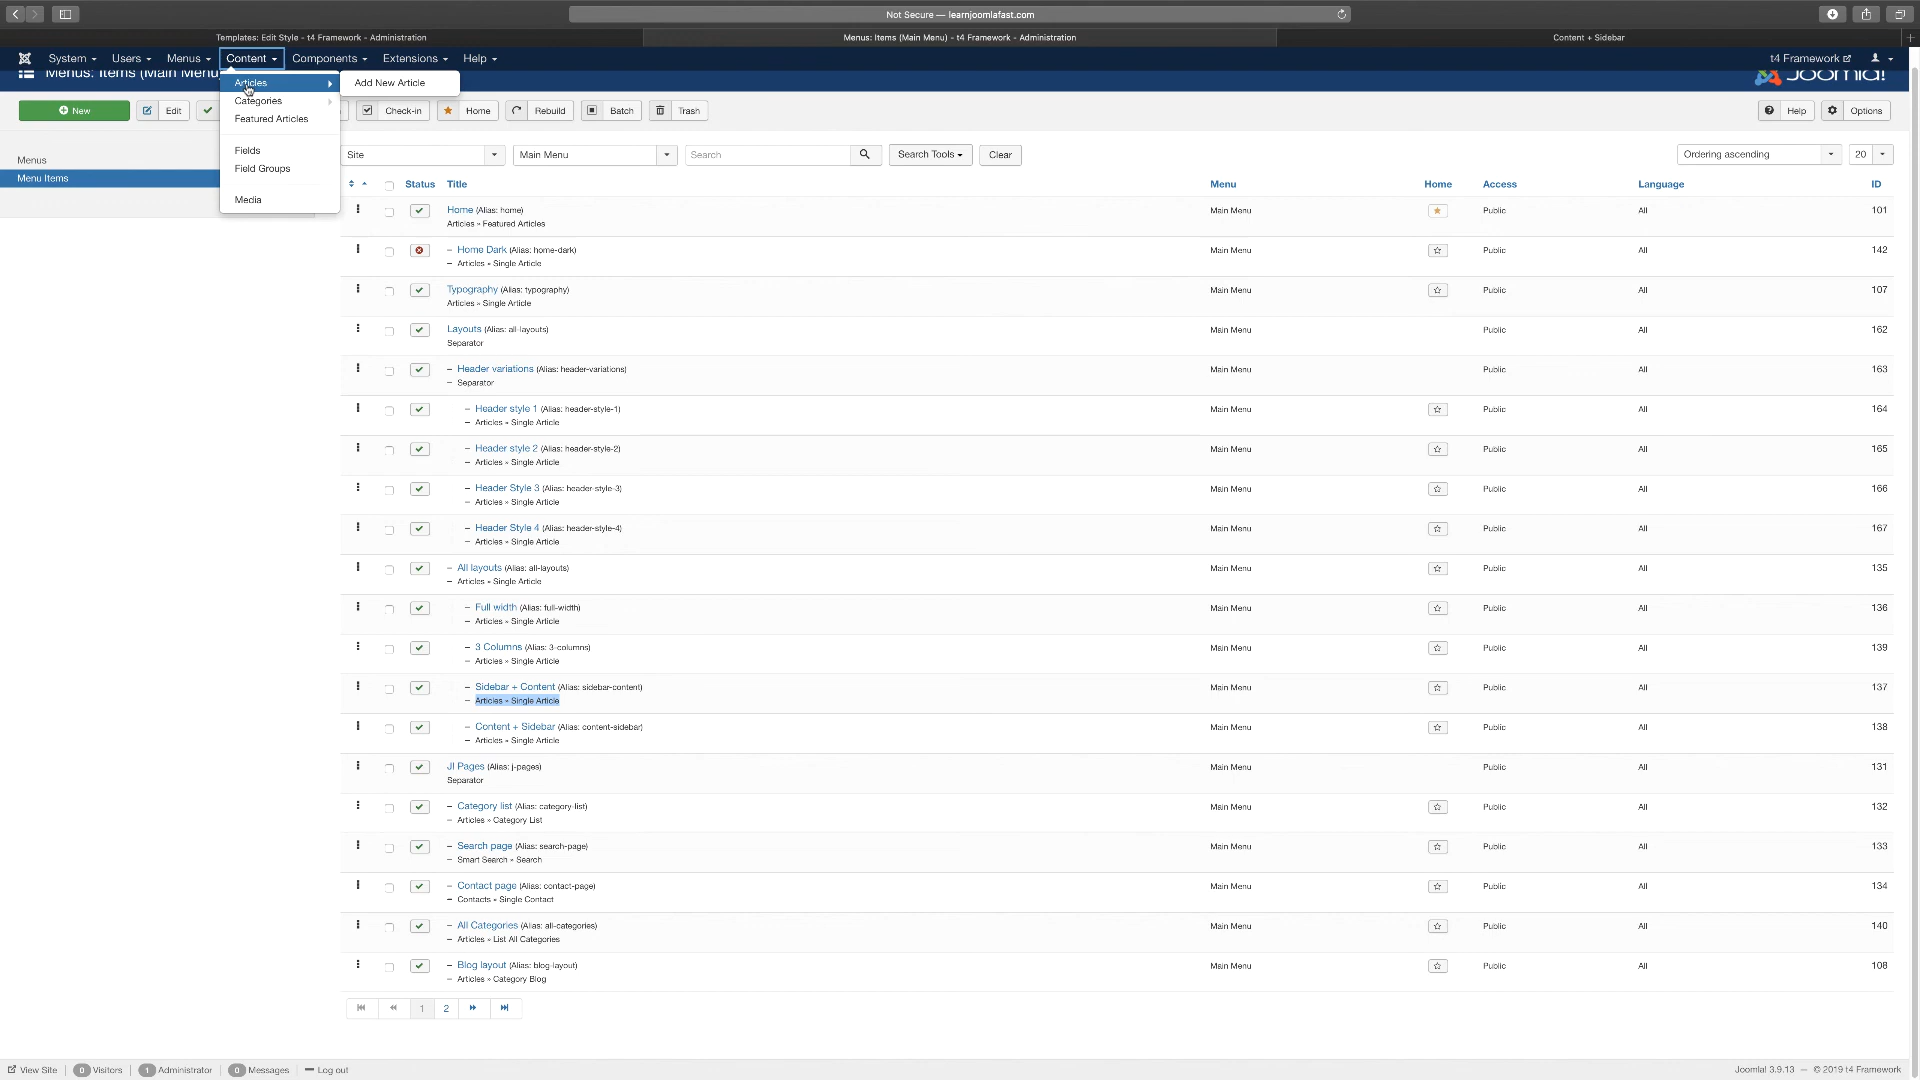 Not Secure — learnjoomlafast.com
Templates: Edit Style - t4 Framework - Administration
Menus: Items (Main Menu) - t4 Framework - Administration
Content + Sidebar
System
Users
Menus
Content
Components
Extensions
Help
t4 Framework
Menus: Items (Main Menu
Joomla!
Articles
Add New Article
Categories
Featured Articles
Fields
Field Groups
Media
New
Edit
Check-in
Home
Rebuild
Batch
Trash
Help
Options
Menus
Menu Items
Site
Main Menu
Search
Search Tools
Clear
Ordering ascending
20
Status Title Menu Home Access Language ID
Home (Alias: home) Main Menu Public All 101
Articles » Featured Articles
– Home Dark (Alias: home-dark) Main Menu Public All 142
– Articles » Single Article
Typography (Alias: typography) Main Menu Public All 107
Articles » Single Article
Layouts (Alias: all-layouts) Main Menu Public All 162
Separator
– Header variations (Alias: header-variations) Main Menu Public All 163
– Separator
– Header style 1 (Alias: header-style-1) Main Menu Public All 164
– Articles » Single Article
– Header style 2 (Alias: header-style-2) Main Menu Public All 165
– Articles » Single Article
– Header Style 3 (Alias: header-style-3) Main Menu Public All 166
– Articles » Single Article
– Header Style 4 (Alias: header-style-4) Main Menu Public All 167
– Articles » Single Article
– All layouts (Alias: all-layouts) Main Menu Public All 135
– Articles » Single Article
– Full width (Alias: full-width) Main Menu Public All 136
– Articles » Single Article
– 3 Columns (Alias: 3-columns) Main Menu Public All 139
– Articles » Single Article
– Sidebar + Content (Alias: sidebar-content) Main Menu Public All 137
– Articles » Single Article
– Content + Sidebar (Alias: content-sidebar) Main Menu Public All 138
– Articles » Single Article
J! Pages (Alias: j-pages) Main Menu Public All 131
Separator
– Category list (Alias: category-list) Main Menu Public All 132
– Articles » Category List
– Search page (Alias: search-page) Main Menu Public All 133
– Smart Search » Search
– Contact page (Alias: contact-page) Main Menu Public All 134
– Contacts » Single Contact
– All Categories (Alias: all-categories) Main Menu Public All 140
– Articles » List All Categories
– Blog layout (Alias: blog-layout) Main Menu Public All 108
– Articles » Category Blog
1 2
View Site 0 Visitors 1 Administrator 0 Messages Log out
Joomla! 3.9.13 — © 2019 t4 Framework